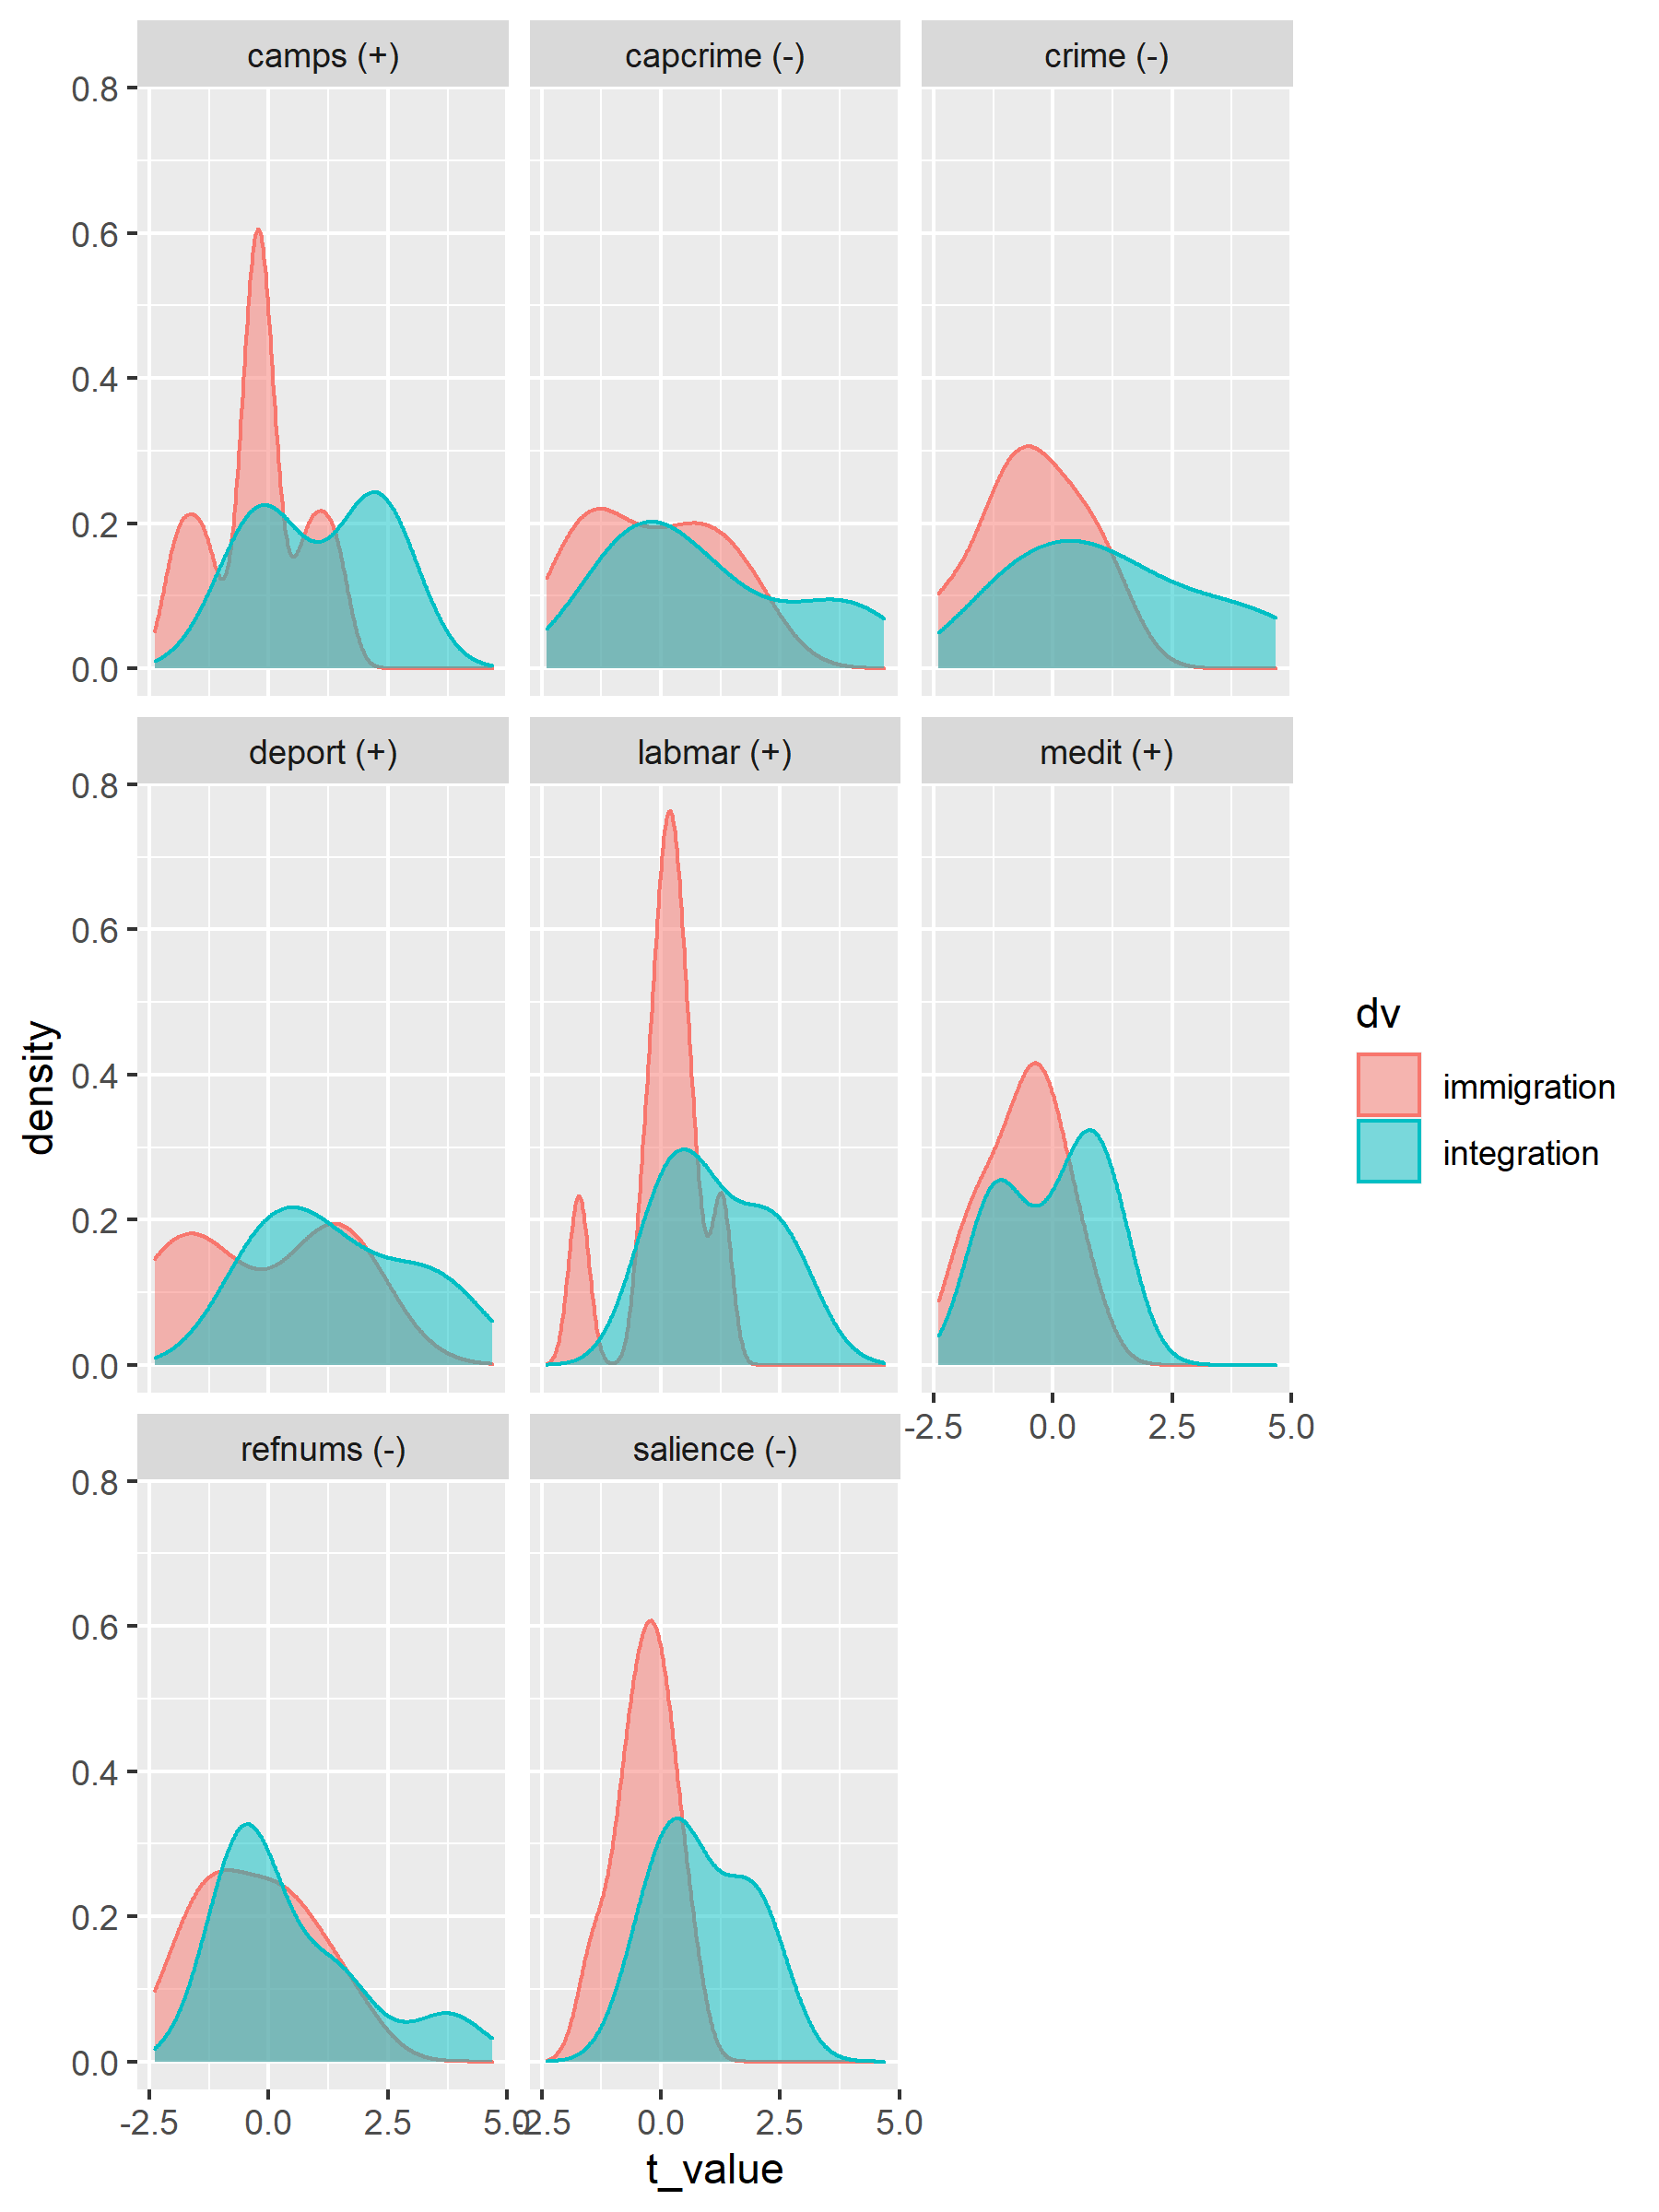 camps (+) capcrime (-) crime (-)
0.8
0.6
0.4
0.2
0.0
deport (+) labmar (+) medit (+)
0.8
0.6
0.4
0.2
0.0
-2.5 0.0 2.5 5.0
refnums (-) salience (-)
0.8
0.6
0.4
0.2
0.0
-2.5 0.0 2.5 5.0 -2.5 0.0 2.5 5.0
t_value
density
dv
immigration
integration